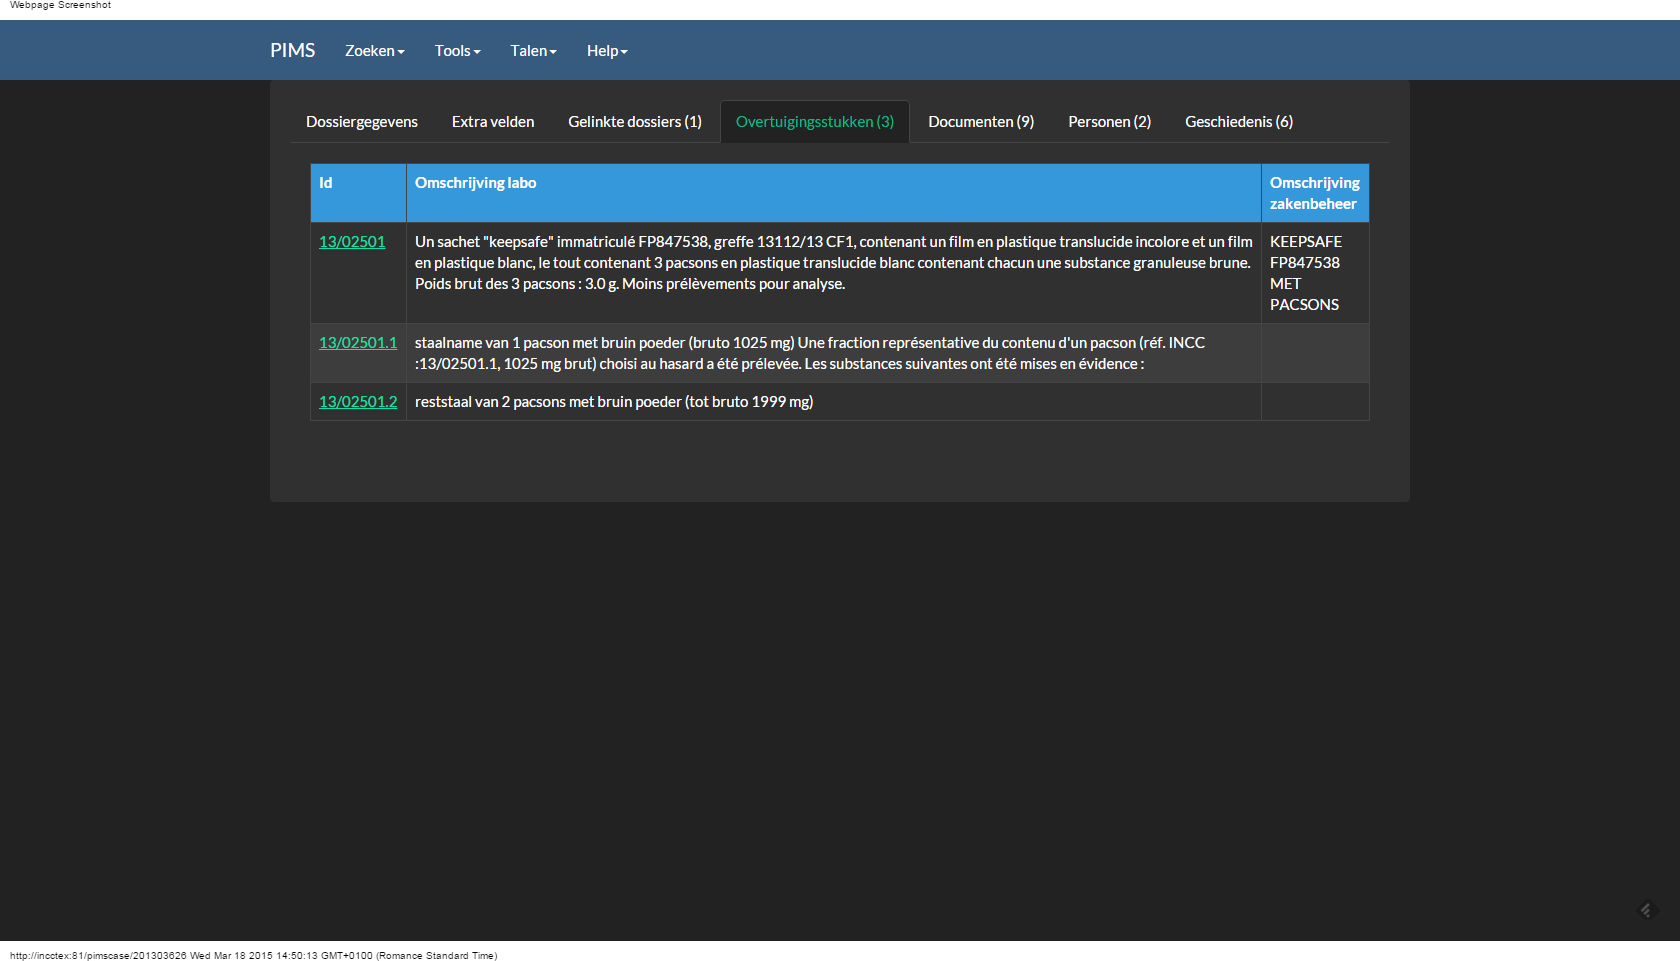 Webpage Screenshot
PIMS Zoeken Tools Talen Help
Dossiergegevens Extra velden Gelinkte dossiers (1) Overtuigingsstukken (3) Documenten (9) Personen (2) Geschiedenis (6)
Id
Omschrijving labo
Omschrijving
zakenbeheer
13/02501
Un sachet "keepsafe" immatriculé FP847538, greffe 13112/13 CF1, contenant un film en plastique translucide incolore et un film
en plastique blanc, le tout contenant 3 pacsons en plastique translucide blanc contenant chacun une substance granuleuse brune.
Poids brut des 3 pacsons : 3.0 g. Moins prélèvements pour analyse.
KEEPSAFE
FP847538
MET
PACSONS
13/02501.1
staalname van 1 pacson met bruin poeder (bruto 1025 mg) Une fraction représentative du contenu d'un pacson (réf. INCC
:13/02501.1, 1025 mg brut) choisi au hasard a été prélevée. Les substances suivantes ont été mises en évidence :
13/02501.2
reststaal van 2 pacsons met bruin poeder (tot bruto 1999 mg)
http://incctex:81/pimscase/201303626 Wed Mar 18 2015 14:50:13 GMT+0100 (Romance Standard Time)